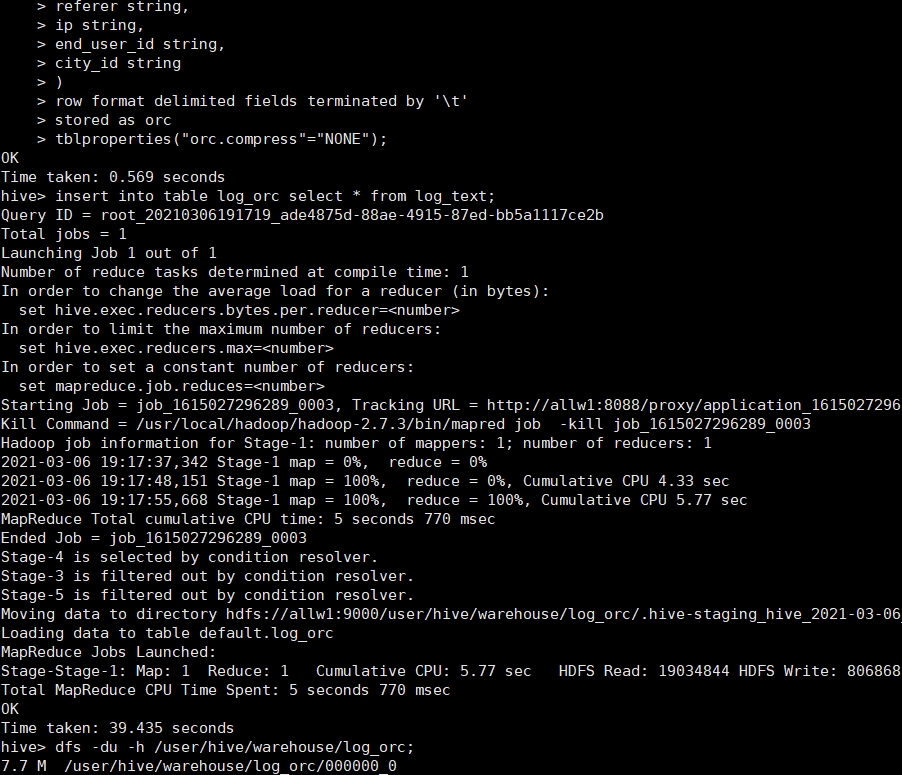 > referer string,
    > ip string,
    > end_user_id string,
    > city_id string
    > )
    > row format delimited fields terminated by '\t'
    > stored as orc
    > tblproperties("orc.compress"="NONE");
OK
Time taken: 0.569 seconds
hive> insert into table log_orc select * from log_text;
Query ID = root_20210306191719_ade4875d-88ae-4915-87ed-bb5a1117ce2b
Total jobs = 1
Launching Job 1 out of 1
Number of reduce tasks determined at compile time: 1
In order to change the average load for a reducer (in bytes):
  set hive.exec.reducers.bytes.per.reducer=<number>
In order to limit the maximum number of reducers:
  set hive.exec.reducers.max=<number>
In order to set a constant number of reducers:
  set mapreduce.job.reduces=<number>
Starting Job = job_1615027296289_0003, Tracking URL = http://allw1:8088/proxy/application_1615027296
Kill Command = /usr/local/hadoop/hadoop-2.7.3/bin/mapred job  -kill job_1615027296289_0003
Hadoop job information for Stage-1: number of mappers: 1; number of reducers: 1
2021-03-06 19:17:37,342 Stage-1 map = 0%,  reduce = 0%
2021-03-06 19:17:48,151 Stage-1 map = 100%,  reduce = 0%, Cumulative CPU 4.33 sec
2021-03-06 19:17:55,668 Stage-1 map = 100%,  reduce = 100%, Cumulative CPU 5.77 sec
MapReduce Total cumulative CPU time: 5 seconds 770 msec
Ended Job = job_1615027296289_0003
Stage-4 is selected by condition resolver.
Stage-3 is filtered out by condition resolver.
Stage-5 is filtered out by condition resolver.
Moving data to directory hdfs://allw1:9000/user/hive/warehouse/log_orc/.hive-staging_hive_2021-03-06_
Loading data to table default.log_orc
MapReduce Jobs Launched:
Stage-Stage-1: Map: 1  Reduce: 1   Cumulative CPU: 5.77 sec   HDFS Read: 19034844 HDFS Write: 806868
Total MapReduce CPU Time Spent: 5 seconds 770 msec
OK
Time taken: 39.435 seconds
hive> dfs -du -h /user/hive/warehouse/log_orc;
7.7 M  /user/hive/warehouse/log_orc/000000_0